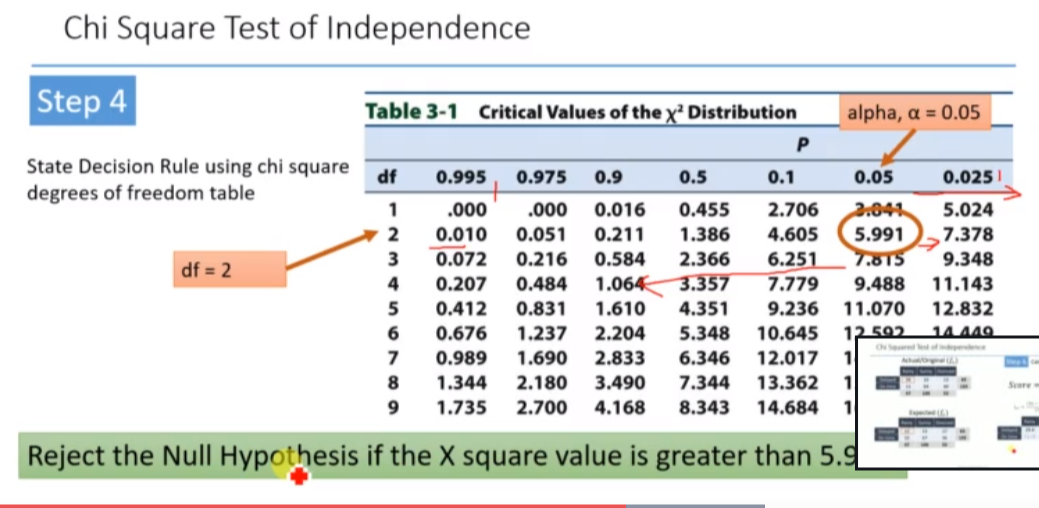 Chi Square Test of Independence
Step 4
State Decision Rule using chi square
degrees of freedom table
df = 2
alpha, α = 0.05
Table 3-1 Critical Values of the χ² Distribution
P
df 0.995 0.975 0.9 0.5 0.1 0.05 0.025
1 .000 .000 0.016 0.455 2.706 3.841 5.024
2 0.010 0.051 0.211 1.386 4.605 5.991 7.378
3 0.072 0.216 0.584 2.366 6.251 7.815 9.348
4 0.207 0.484 1.064 3.357 7.779 9.488 11.143
5 0.412 0.831 1.610 4.351 9.236 11.070 12.832
6 0.676 1.237 2.204 5.348 10.645 12.592 14.449
7 0.989 1.690 2.833 6.346 12.017 1
8 1.344 2.180 3.490 7.344 13.362 1
9 1.735 2.700 4.168 8.343 14.684 1
Reject the Null Hypothesis if the X square value is greater than 5.9
Chi Squared Test of Independence
Actual/Original
Expected
Score